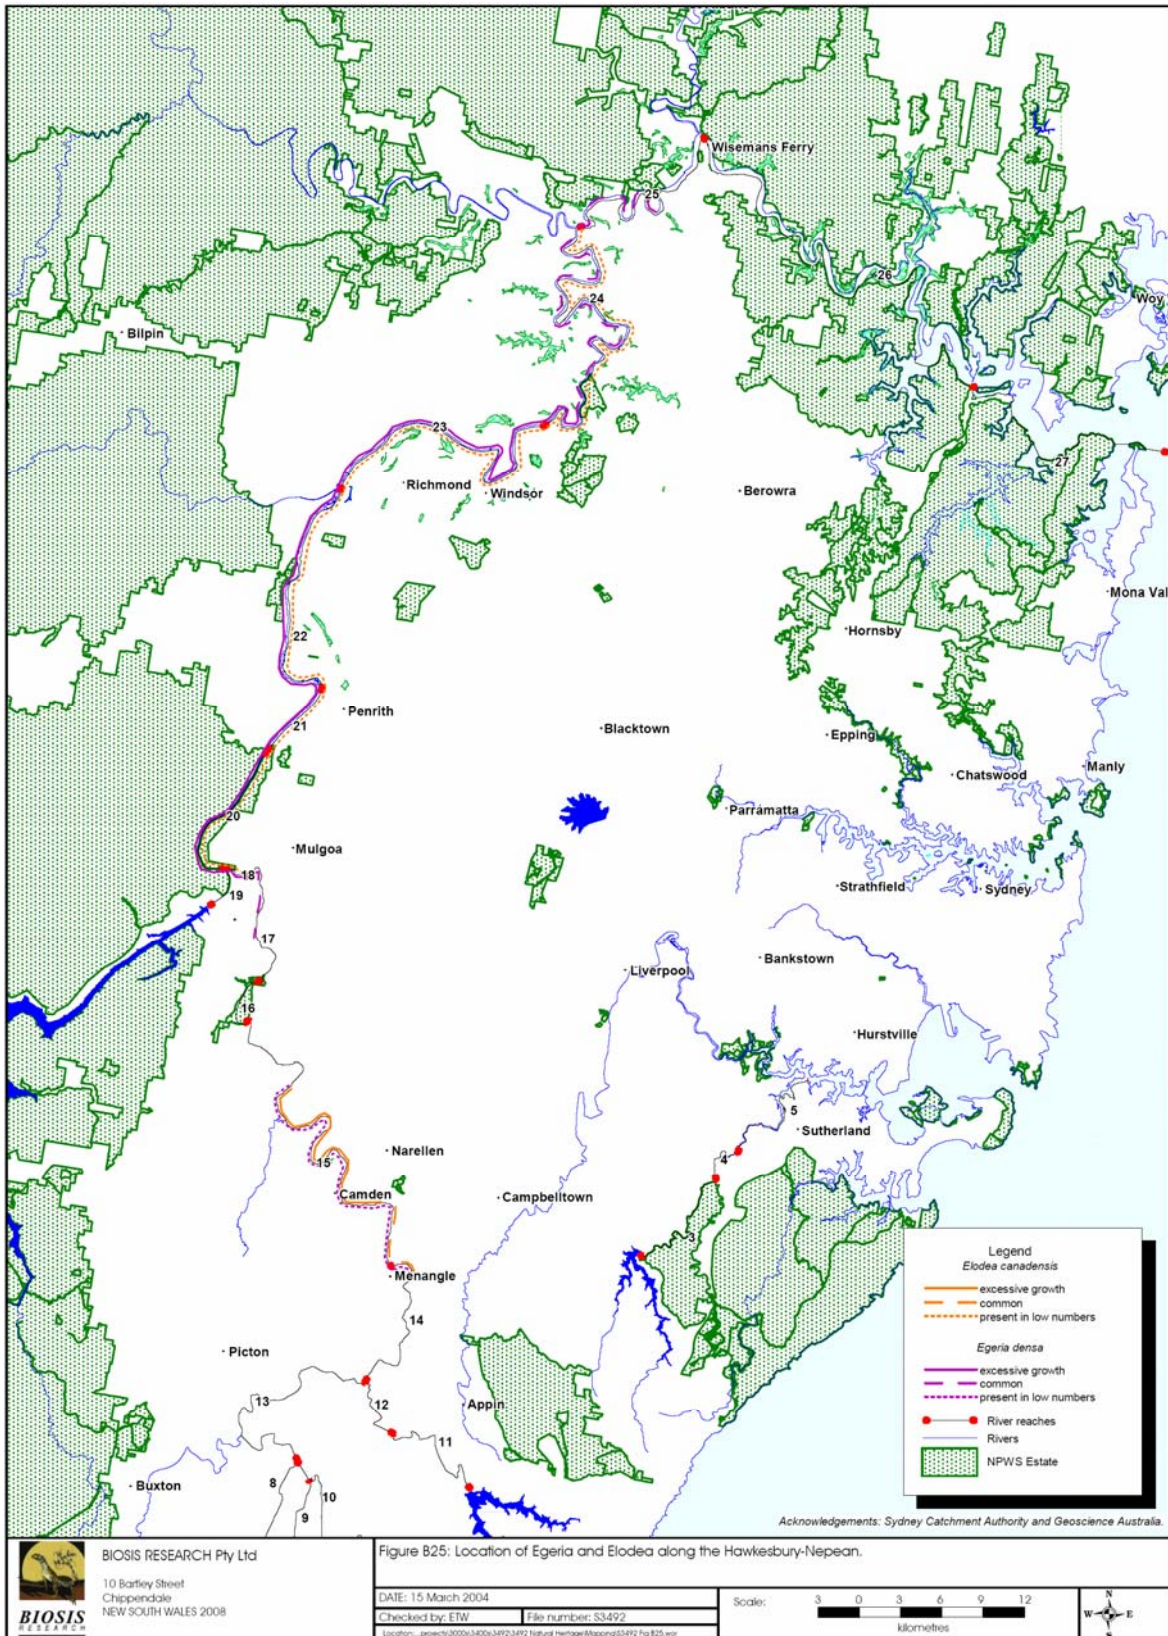 Wisemans Ferry
25
26
Woy
24
Bilpin
23
27
Richmond
Windsor
Berowra
Mona Val
Hornsby
22
Penrith
21
Blacktown
Epping
Chatswood
Manly
20
Parramatta
Mulgoa
18
19
Strathfield
Sydney
17
Bankstown
Liverpool
16
Hurstville
5
Sutherland
Narellen
15
4
Camden
Campbelltown
3
Menangle
14
Picton
13
12
Appin
11
8
10
Buxton
9
Legend
Elodea canadensis
excessive growth
common
present in low numbers
Egeria densa
excessive growth
common
present in low numbers
River reaches
Rivers
NPWS Estate
Acknowledgements: Sydney Catchment Authority and Geoscience Australia.
BIOSIS RESEARCH Pty Ltd
10 Bartley Street
Chippendale
NEW SOUTH WALES 2008
BIOSIS
RESEARCH
Figure B25: Location of Egeria and Elodea along the Hawkesbury-Nepean.
DATE: 15 March 2004
Checked by: ETW
File number: S3492
Scale:
3 0 3 6 9 12
kilometres
N
W E
S